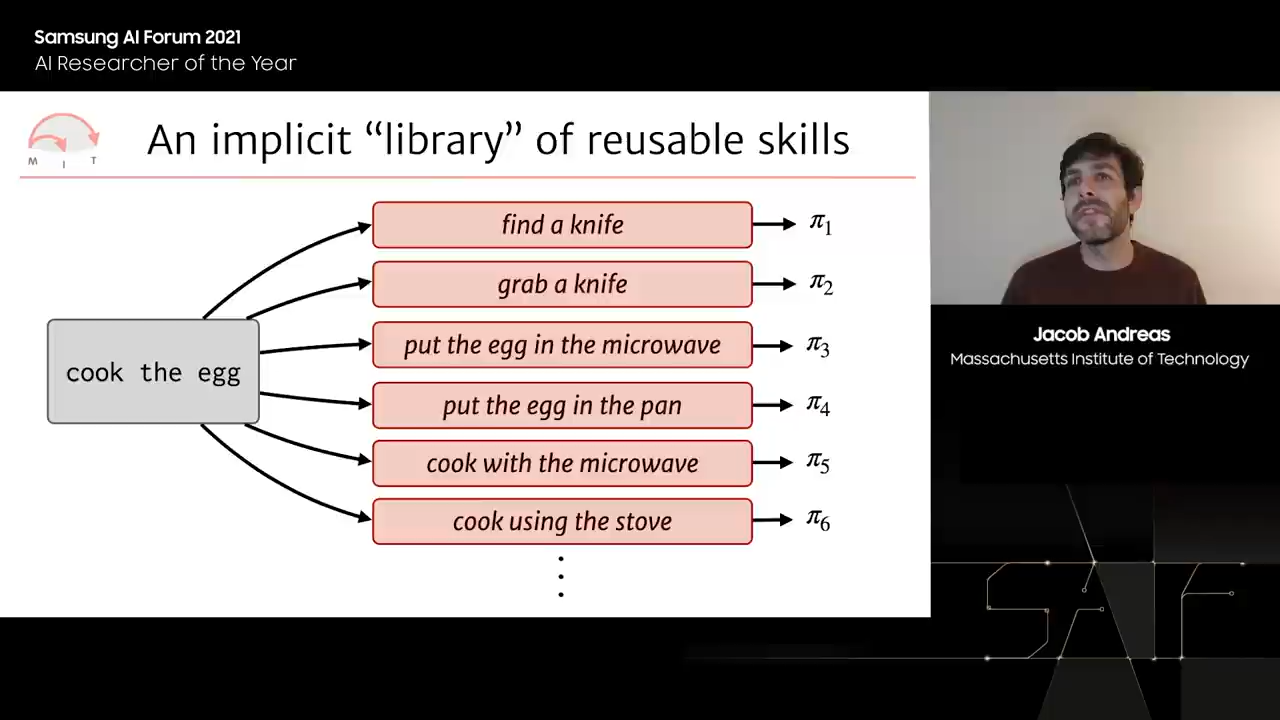 Samsung AI Forum 2021
AI Researcher of the Year
M I T
An implicit “library” of reusable skills
cook the egg
find a knife
π1
grab a knife
π2
put the egg in the microwave
π3
put the egg in the pan
π4
cook with the microwave
π5
cook using the stove
π6
Jacob Andreas
Massachusetts Institute of Technology
SAIF